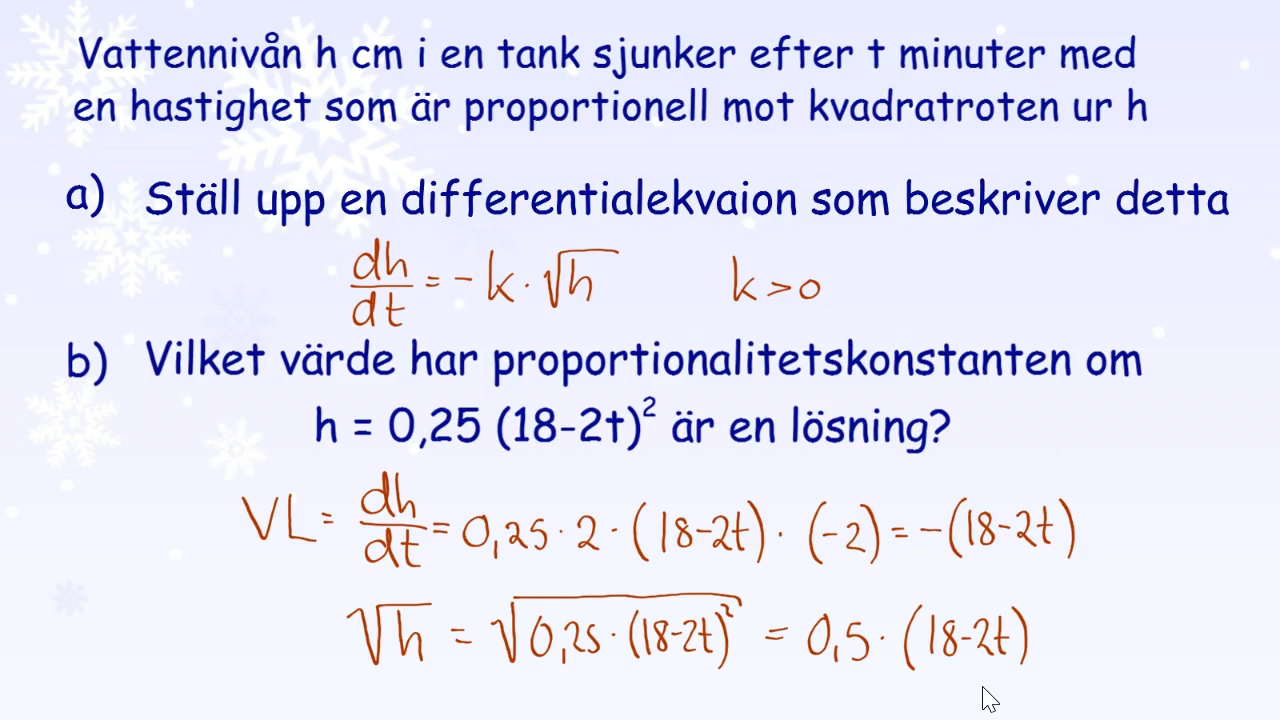 Vattennivån h cm i en tank sjunker efter t minuter med
en hastighet som är proportionell mot kvadratroten ur h
a) Ställ upp en differentialekvaion som beskriver detta
dh/dt = -k · √h k > 0
b) Vilket värde har proportionalitetskonstanten om
h = 0,25 (18-2t)² är en lösning?
VL = dh/dt = 0,25 · 2 · (18-2t) · (-2) = -(18-2t)
√h = √0,25 · (18-2t)² = 0,5 · (18-2t)